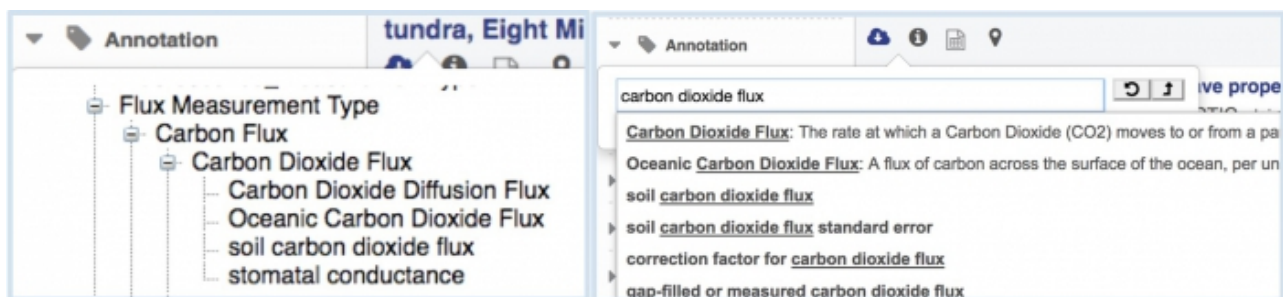 Annotation
tundra, Eight Mi
Flux Measurement Type
Carbon Flux
Carbon Dioxide Flux
Carbon Dioxide Diffusion Flux
Oceanic Carbon Dioxide Flux
soil carbon dioxide flux
stomatal conductance
Annotation
carbon dioxide flux
ve prope
Carbon Dioxide Flux: The rate at which a Carbon Dioxide (CO2) moves to or from a pa
Oceanic Carbon Dioxide Flux: A flux of carbon across the surface of the ocean, per un
soil carbon dioxide flux
soil carbon dioxide flux standard error
correction factor for carbon dioxide flux
gap-filled or measured carbon dioxide flux